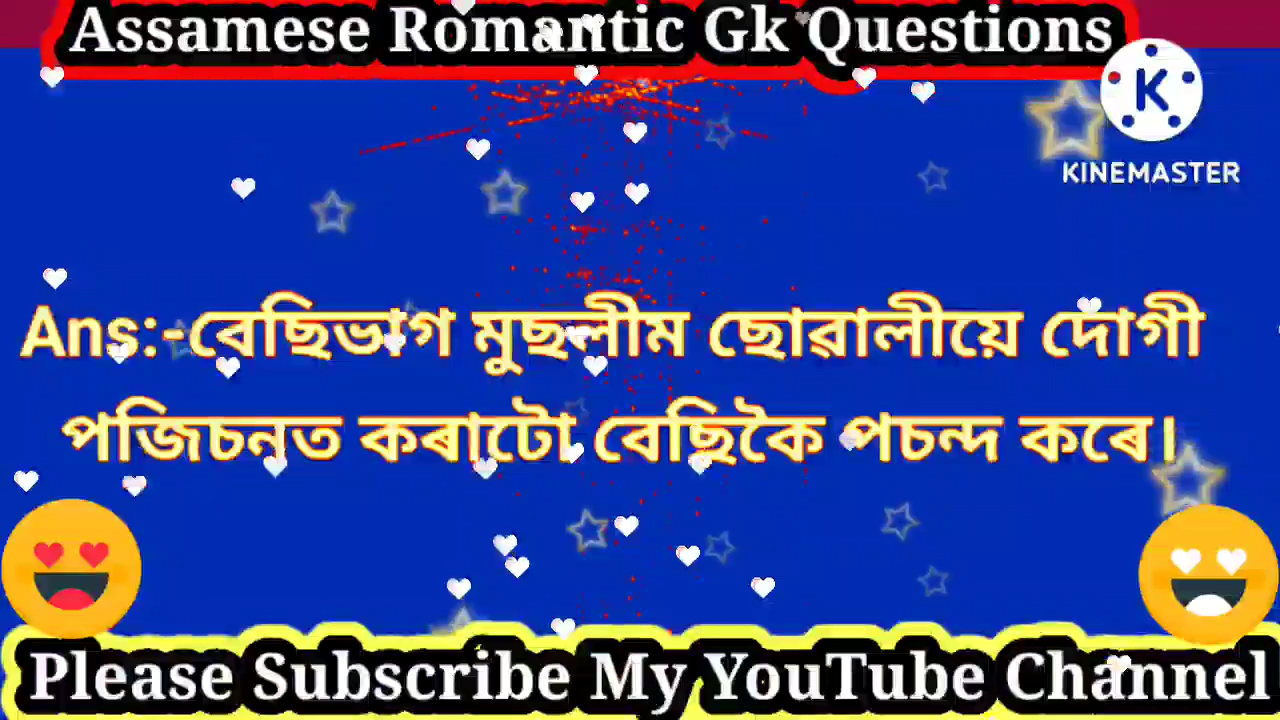 Assamese Romantic Gk Questions
K
KINEMASTER
Ans:-বেছিভাগ মুছলীম ছোৱালীয়ে দোগী
পজিচনত কৰাটো বেছিকৈ পচন্দ কৰে।
Please Subscribe My YouTube Channel